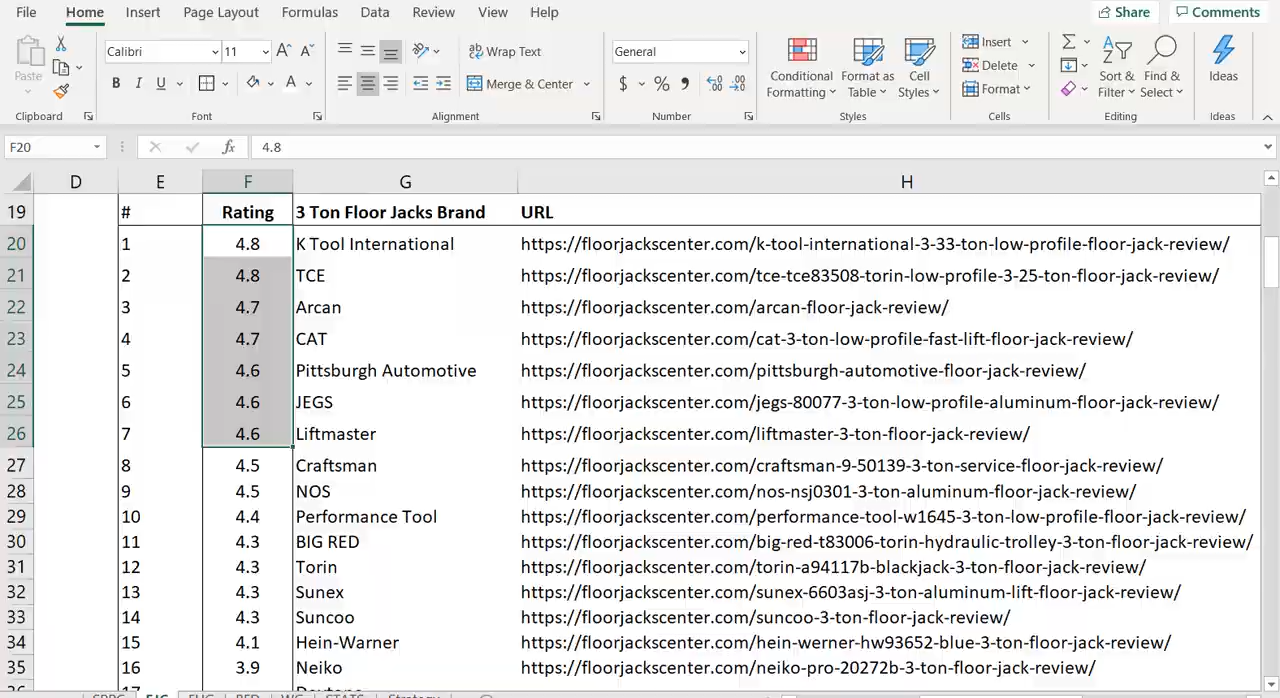 File Home Insert Page Layout Formulas Data Review View Help Share Comments
Calibri 11 A A Wrap Text General Insert
Paste B I U A Merge & Center $ % Conditional Formatting Format as Table Cell Styles Delete Format Sort & Filter Find & Select Ideas
Clipboard Font Alignment Number Styles Cells Editing Ideas
F20 fx 4.8
D E F G H
19 # Rating 3 Ton Floor Jacks Brand URL
20 1 4.8 K Tool International https://floorjackscenter.com/k-tool-international-3-33-ton-low-profile-floor-jack-review/
21 2 4.8 TCE https://floorjackscenter.com/tce-tce83508-torin-low-profile-3-25-ton-floor-jack-review/
22 3 4.7 Arcan https://floorjackscenter.com/arcan-floor-jack-review/
23 4 4.7 CAT https://floorjackscenter.com/cat-3-ton-low-profile-fast-lift-floor-jack-review/
24 5 4.6 Pittsburgh Automotive https://floorjackscenter.com/pittsburgh-automotive-floor-jack-review/
25 6 4.6 JEGS https://floorjackscenter.com/jegs-80077-3-ton-low-profile-aluminum-floor-jack-review/
26 7 4.6 Liftmaster https://floorjackscenter.com/liftmaster-3-ton-floor-jack-review/
27 8 4.5 Craftsman https://floorjackscenter.com/craftsman-9-50139-3-ton-service-floor-jack-review/
28 9 4.5 NOS https://floorjackscenter.com/nos-nsj0301-3-ton-aluminum-floor-jack-review/
29 10 4.4 Performance Tool https://floorjackscenter.com/performance-tool-w1645-3-ton-low-profile-floor-jack-review/
30 11 4.3 BIG RED https://floorjackscenter.com/big-red-t83006-torin-hydraulic-trolley-3-ton-floor-jack-review/
31 12 4.3 Torin https://floorjackscenter.com/torin-a94117b-blackjack-3-ton-floor-jack-review/
32 13 4.3 Sunex https://floorjackscenter.com/sunex-6603asj-3-ton-aluminum-lift-floor-jack-review/
33 14 4.3 Suncoo https://floorjackscenter.com/suncoo-3-ton-floor-jack-review/
34 15 4.1 Hein-Warner https://floorjackscenter.com/hein-werner-hw93652-blue-3-ton-floor-jack-review/
35 16 3.9 Neiko https://floorjackscenter.com/neiko-pro-20272b-3-ton-floor-jack-review/